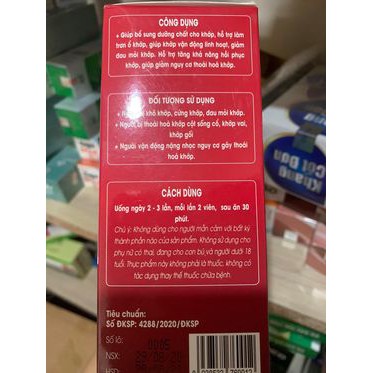 CÔNG DỤNG
+ Giúp bổ sung dưỡng chất cho khớp, hỗ trợ làm
trơn ổ khớp, giúp khớp vận động linh hoạt, giảm
đau mỏi khớp. Hỗ trợ tăng khả năng hồi phục
khớp, giúp giảm nguy cơ thoái hoá khớp.
ĐỐI TƯỢNG SỬ DỤNG
+ Người bị khô khớp, cứng khớp, đau mỏi khớp.
+ Người bị thoái hoá khớp cột sống cổ, khớp vai,
khớp gối
+ Người vận động nặng nhọc nguy cơ gây thoái
hoá khớp.
CÁCH DÙNG
Uống ngày 2 - 3 lần, mỗi lần 2 viên, sau ăn 30
phút.
Chú ý: Không dùng cho người mẫn cảm với bất kỳ
thành phần nào của sản phẩm. Không sử dụng cho
phụ nữ có thai, đang cho con bú và người dưới 18
tuổi. Thực phẩm này không phải là thuốc, không có
tác dụng thay thế thuốc chữa bệnh.
Tiêu chuẩn:
Số ĐKSP: 4288/2020/ĐKSP
Số lô:
NSX:
HSD:
Khang
Cốt Đan